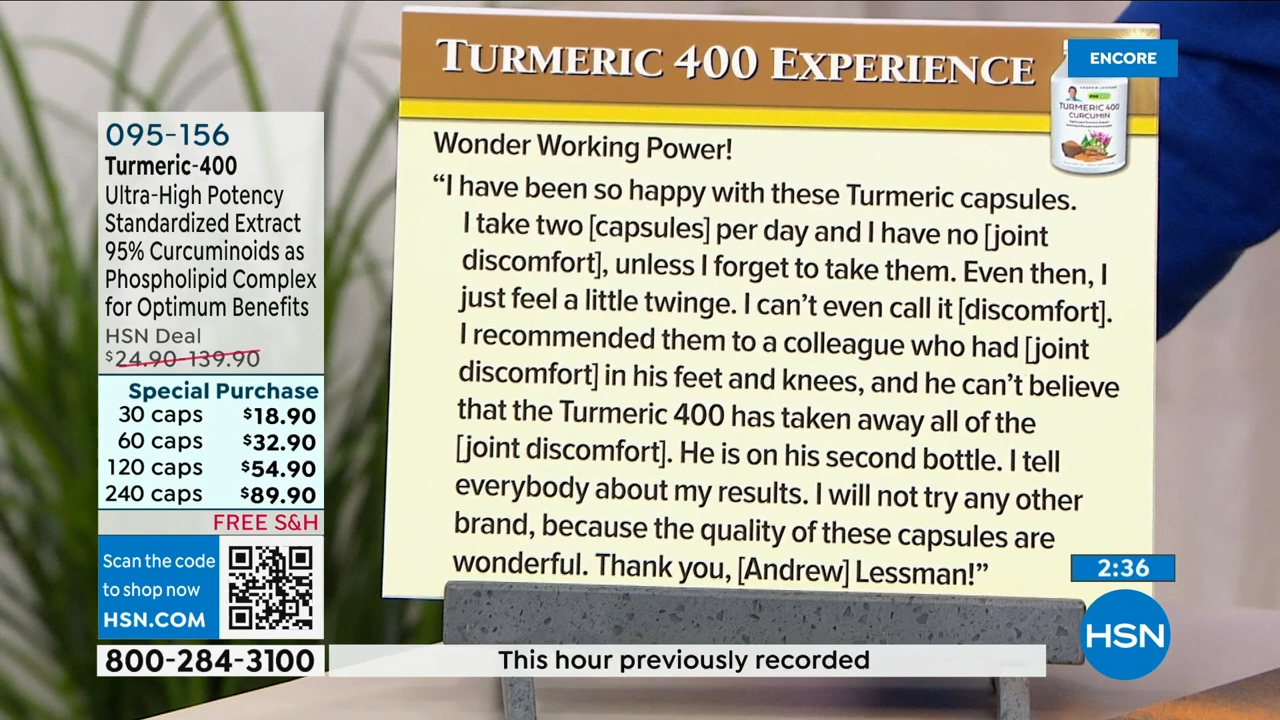 TURMERIC 400 EXPERIENCE
ENCORE
ANDREW LESSMAN
TURMERIC 400
CURCUMIN
Wonder Working Power!
“I have been so happy with these Turmeric capsules.
I take two [capsules] per day and I have no [joint
discomfort], unless I forget to take them. Even then, I
just feel a little twinge. I can’t even call it [discomfort].
I recommended them to a colleague who had [joint
discomfort] in his feet and knees, and he can’t believe
that the Turmeric 400 has taken away all of the
[joint discomfort]. He is on his second bottle. I tell
everybody about my results. I will not try any other
brand, because the quality of these capsules are
wonderful. Thank you, [Andrew] Lessman!”
095-156
Turmeric-400
Ultra-High Potency
Standardized Extract
95% Curcuminoids as
Phospholipid Complex
for Optimum Benefits
HSN Deal
$24.90-139.90
Special Purchase
30 caps $18.90
60 caps $32.90
120 caps $54.90
240 caps $89.90
FREE S&H
Scan the code
to shop now
HSN.COM
800-284-3100
This hour previously recorded
2:36
HSN